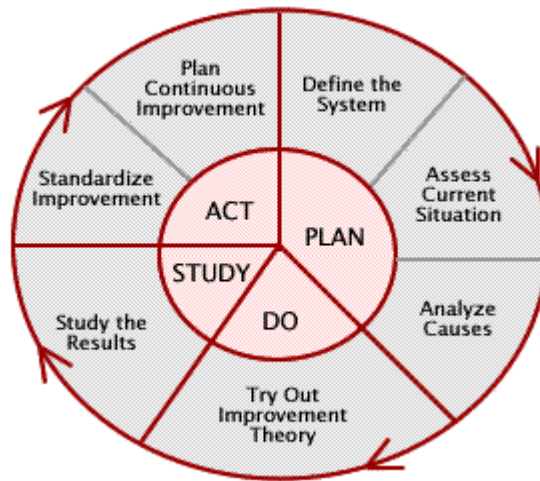 Plan
Continuous
Improvement
Define the
System
Assess
Current
Situation
Analyze
Causes
Try Out
Improvement
Theory
Study the
Results
Standardize
Improvement
ACT
PLAN
STUDY
DO